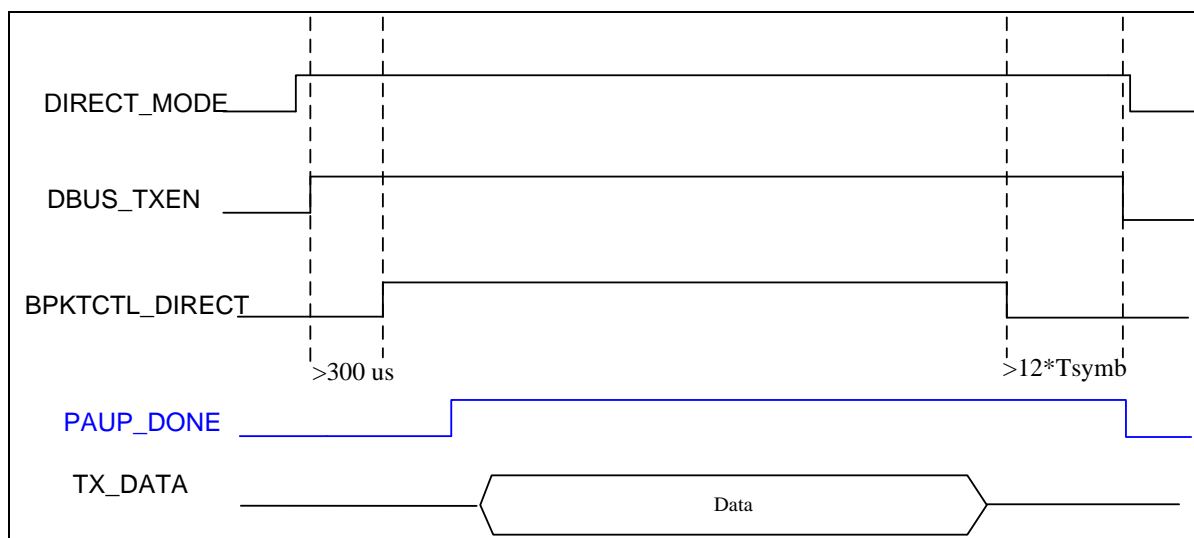 DIRECT_MODE
DBUS_TXEN
BPKTCTL_DIRECT
>300 us
>12*Tsymb
PAUP_DONE
TX_DATA
Data